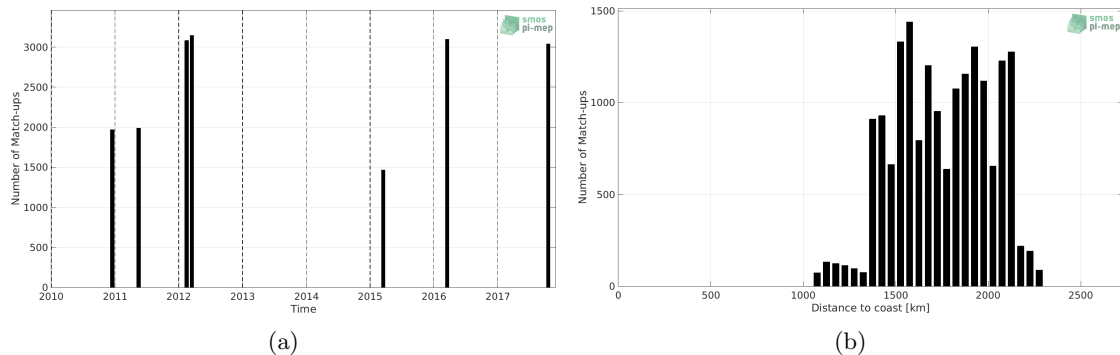 smos
pi-mep
3000
2500
2000
1500
1000
500
0
Number of Match-ups
2010 2011 2012 2013 2014 2015 2016 2017
Time
(a)
smos
pi-mep
1500
1000
500
0
Number of Match-ups
0 500 1000 1500 2000 2500
Distance to coast [km]
(b)